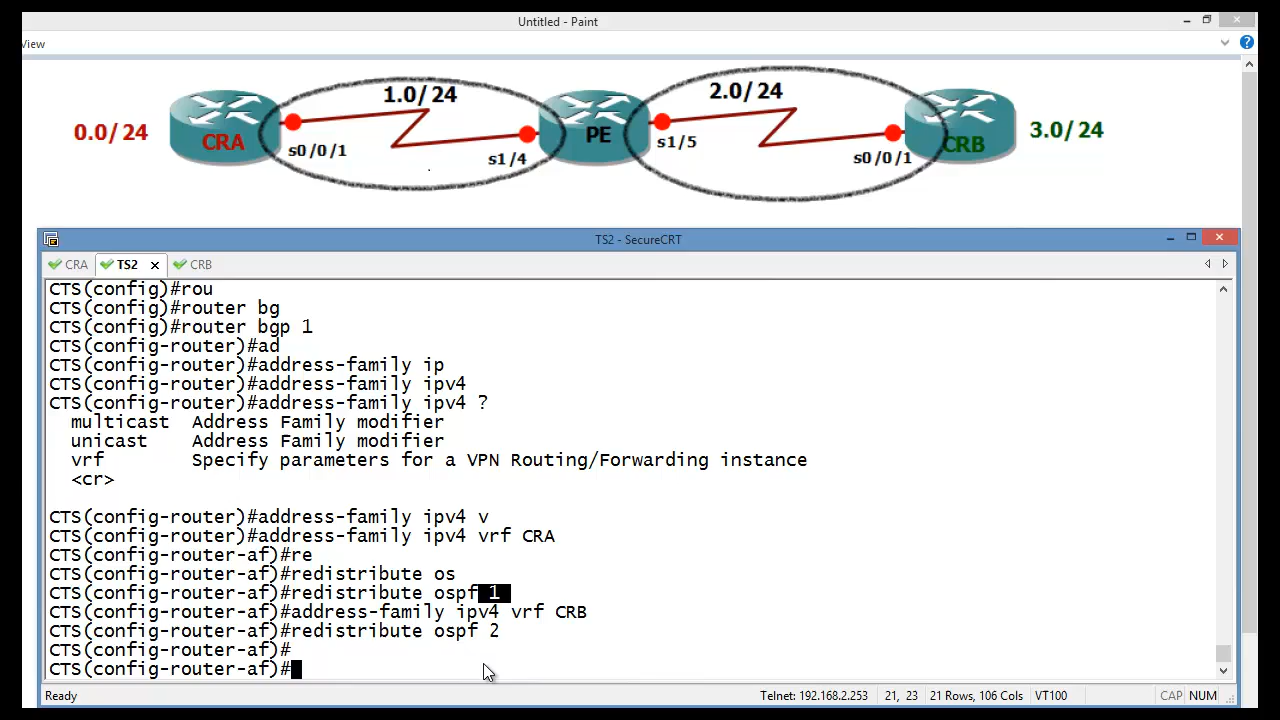 Untitled - Paint
View
1.0/24
2.0/24
0.0/24
CRA
PE
CRB
3.0/24
s0/0/1
s1/4
s1/5
s0/0/1
TS2 - SecureCRT
CRA
TS2
CRB
CTS(config)#rou
CTS(config)#router bg
CTS(config)#router bgp 1
CTS(config-router)#ad
CTS(config-router)#address-family ip
CTS(config-router)#address-family ipv4
CTS(config-router)#address-family ipv4 ?
multicast Address Family modifier
unicast Address Family modifier
vrf Specify parameters for a VPN Routing/Forwarding instance
<cr>
CTS(config-router)#address-family ipv4 v
CTS(config-router)#address-family ipv4 vrf CRA
CTS(config-router-af)#re
CTS(config-router-af)#redistribute os
CTS(config-router-af)#redistribute ospf 1
CTS(config-router-af)#address-family ipv4 vrf CRB
CTS(config-router-af)#redistribute ospf 2
CTS(config-router-af)#
CTS(config-router-af)#
Ready
Telnet: 192.168.2.253
21, 23
21 Rows, 106 Cols
VT100
CAP
NUM